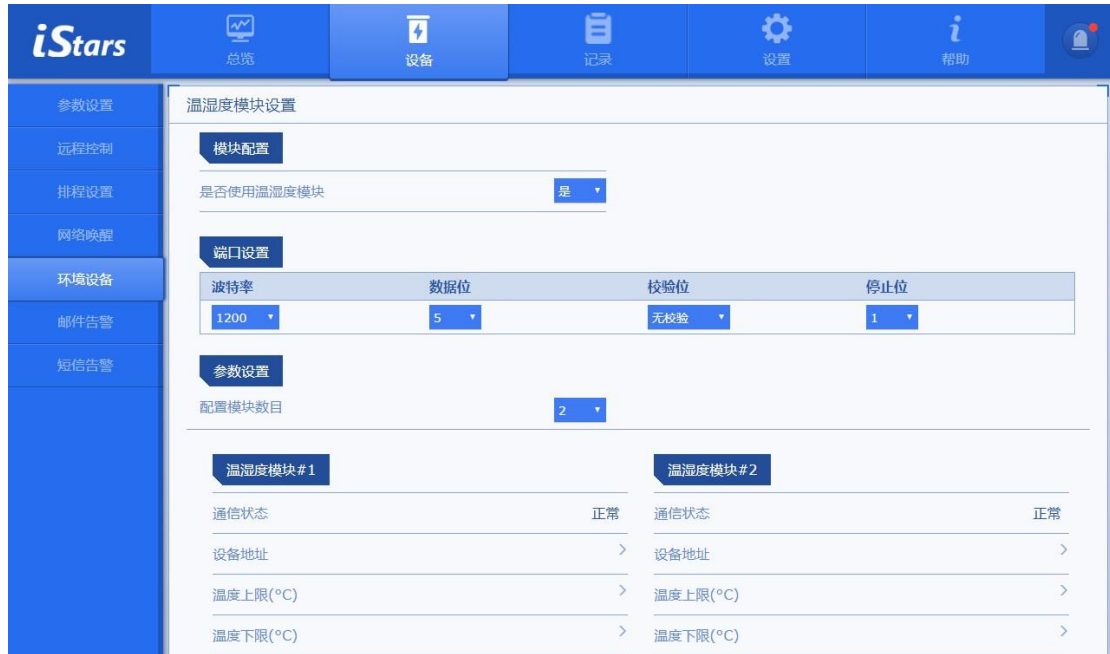 iStars
总览
设备
记录
设置
帮助
参数设置
远程控制
排程设置
网络唤醒
环境设备
邮件告警
短信告警
温湿度模块设置
模块配置
是否使用温湿度模块 是
端口设置
波特率 数据位 校验位 停止位
1200 5 无校验 1
参数设置
配置模块数目 2
温湿度模块#1 温湿度模块#2
通信状态 正常 通信状态 正常
设备地址 设备地址
温度上限(°C) 温度上限(°C)
温度下限(°C) 温度下限(°C)